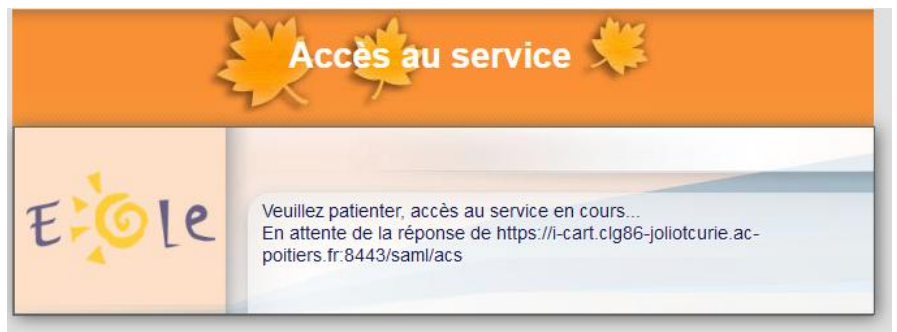 Accès au service
Eole
Veuillez patienter, accès au service en cours...
En attente de la réponse de https://i-cart.clg86-joliotcurie.ac-
poitiers.fr:8443/saml/acs